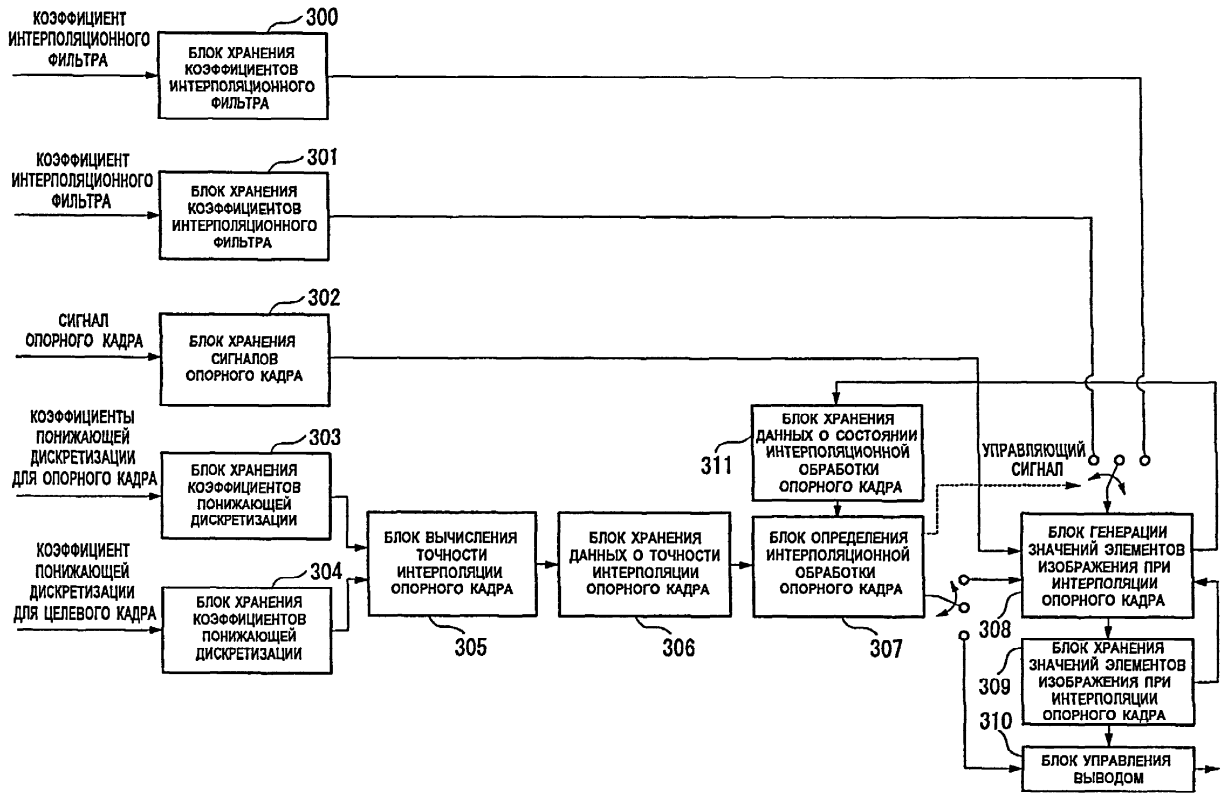 КОЭФФИЦИЕНТ
ИНТЕРПОЛЯЦИОННОГО
ФИЛЬТРА
300
БЛОК ХРАНЕНИЯ
КОЭФФИЦИЕНТОВ
ИНТЕРПОЛЯЦИОННОГО
ФИЛЬТРА
КОЭФФИЦИЕНТ
ИНТЕРПОЛЯЦИОННОГО
ФИЛЬТРА
301
БЛОК ХРАНЕНИЯ
КОЭФФИЦИЕНТОВ
ИНТЕРПОЛЯЦИОННОГО
ФИЛЬТРА
СИГНАЛ
ОПОРНОГО КАДРА
302
БЛОК ХРАНЕНИЯ
СИГНАЛОВ
ОПОРНОГО КАДРА
КОЭФФИЦИЕНТЫ
ПОНИЖАЮЩЕЙ
ДИСКРЕТИЗАЦИИ
ДЛЯ ОПОРНОГО КАДРА
303
БЛОК ХРАНЕНИЯ
КОЭФФИЦИЕНТОВ
ПОНИЖАЮЩЕЙ
ДИСКРЕТИЗАЦИИ
КОЭФФИЦИЕНТ
ПОНИЖАЮЩЕЙ
ДИСКРЕТИЗАЦИИ
ДЛЯ ЦЕЛЕВОГО КАДРА
304
БЛОК ХРАНЕНИЯ
КОЭФФИЦИЕНТОВ
ПОНИЖАЮЩЕЙ
ДИСКРЕТИЗАЦИИ
БЛОК ВЫЧИСЛЕНИЯ
ТОЧНОСТИ
ИНТЕРПОЛЯЦИИ
ОПОРНОГО КАДРА
305
БЛОК ХРАНЕНИЯ
ДАННЫХ О ТОЧНОСТИ
ИНТЕРПОЛЯЦИИ
ОПОРНОГО КАДРА
306
БЛОК ХРАНЕНИЯ
ДАННЫХ О СОСТОЯНИИ
ИНТЕРПОЛЯЦИОННОЙ
ОБРАБОТКИ
ОПОРНОГО КАДРА
311
БЛОК ОПРЕДЕЛЕНИЯ
ИНТЕРПОЛЯЦИОННОЙ
ОБРАБОТКИ
ОПОРНОГО КАДРА
307
УПРАВЛЯЮЩИЙ
СИГНАЛ
БЛОК ГЕНЕРАЦИИ
ЗНАЧЕНИЙ ЭЛЕМЕНТОВ
ИЗОБРАЖЕНИЯ ПРИ
ИНТЕРПОЛЯЦИИ
ОПОРНОГО КАДРА
308
БЛОК ХРАНЕНИЯ
ЗНАЧЕНИЙ ЭЛЕМЕНТОВ
ИЗОБРАЖЕНИЯ ПРИ
ИНТЕРПОЛЯЦИИ
ОПОРНОГО КАДРА
309
310
БЛОК УПРАВЛЕНИЯ
ВЫВОДОМ